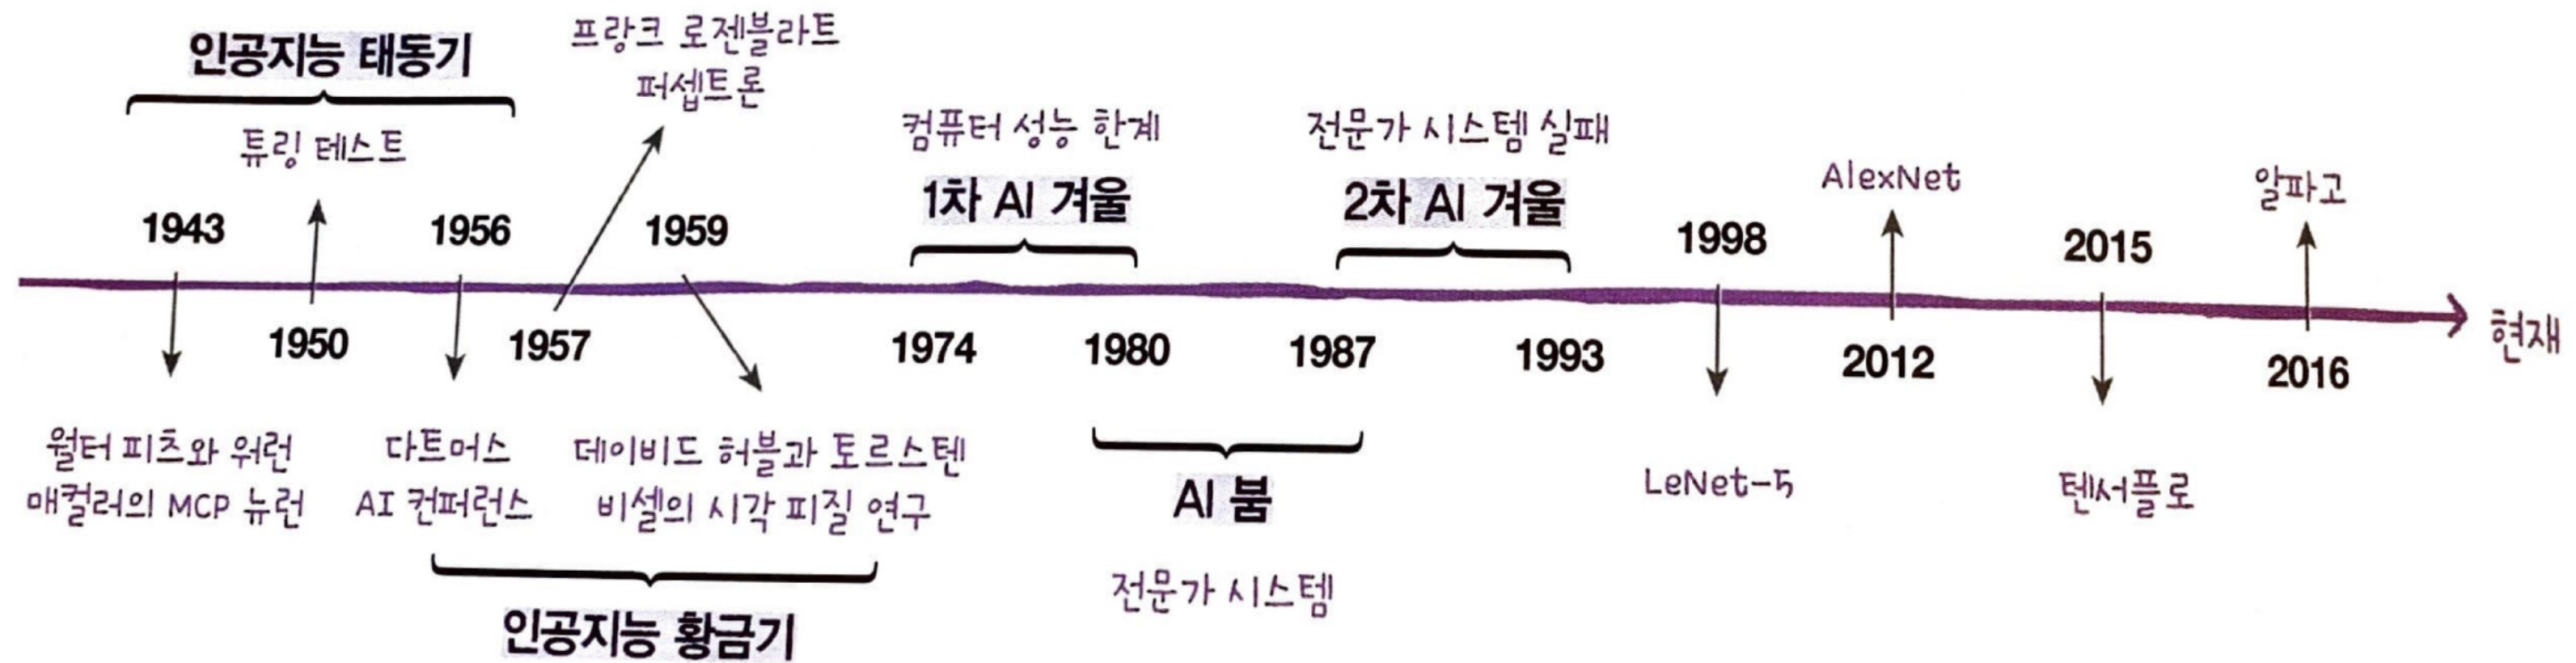 인공지능 태동기
프랑크 로젠블라트
퍼셉트론
튜링 테스트
컴퓨터 성능 한계
1차 AI 겨울
전문가 시스템 실패
2차 AI 겨울
AlexNet
알파고
1943
1956
1959
1998
2015
현재
1950
1957
1974
1980
1987
1993
2012
2016
월터 피츠와 워런
매컬러의 MCP 뉴런
다트머스
AI 컨퍼런스
데이비드 허블과 토르스텐
비셀의 시각 피질 연구
AI 붐
전문가 시스템
LeNet-5
텐서플로
인공지능 황금기